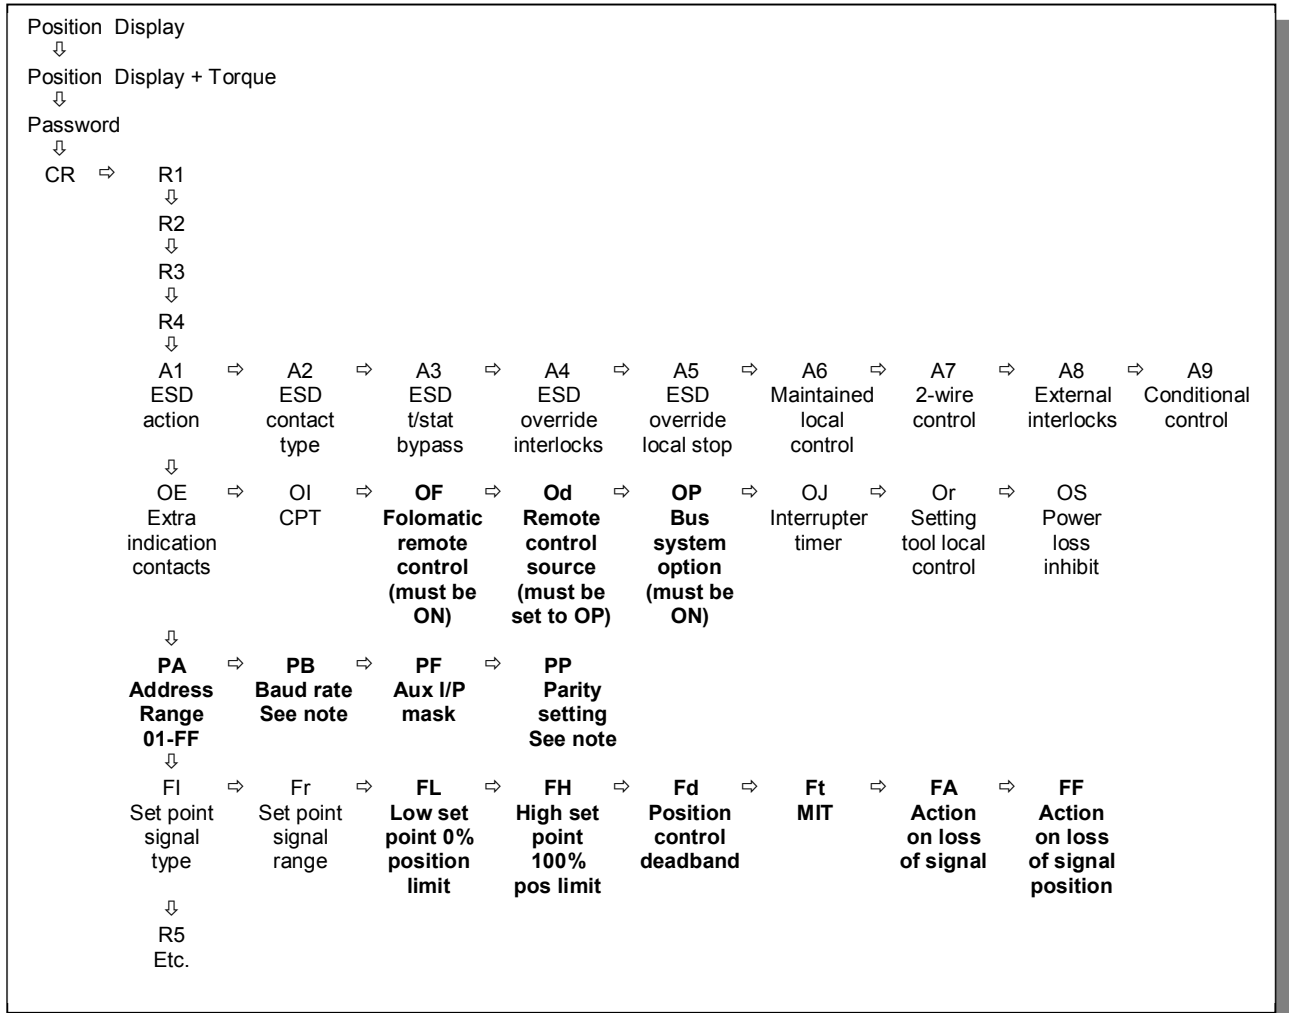 Position Display
⇩
Position Display + Torque
⇩
Password
⇩
CR ⇨ R1
⇩
R2
⇩
R3
⇩
R4
⇩
A1 ⇨ A2 ⇨ A3 ⇨ A4 ⇨ A5 ⇨ A6 ⇨ A7 ⇨ A8 ⇨ A9
ESD ESD ESD ESD ESD Maintained 2-wire External Conditional
action contact t/stat override override local control interlocks control
type bypass interlocks local stop control
⇩
OE ⇨ OI ⇨ OF ⇨ Od ⇨ OP ⇨ OJ ⇨ Or ⇨ OS
Extra CPT Folomatic Remote Bus Interrupter Setting Power
indication remote control system timer tool local loss
contacts control source option control inhibit
(must be (must be (must be
ON) set to OP) ON)
⇩
PA ⇨ PB ⇨ PF ⇨ PP
Address Baud rate Aux I/P Parity
Range See note mask setting
01-FF See note
⇩
FI ⇨ Fr ⇨ FL ⇨ FH ⇨ Fd ⇨ Ft ⇨ FA ⇨ FF
Set point Set point Low set High set Position MIT Action Action
signal signal point 0% point control on loss on loss
type range position 100% deadband of signal of signal
limit pos limit position
⇩
R5
Etc.